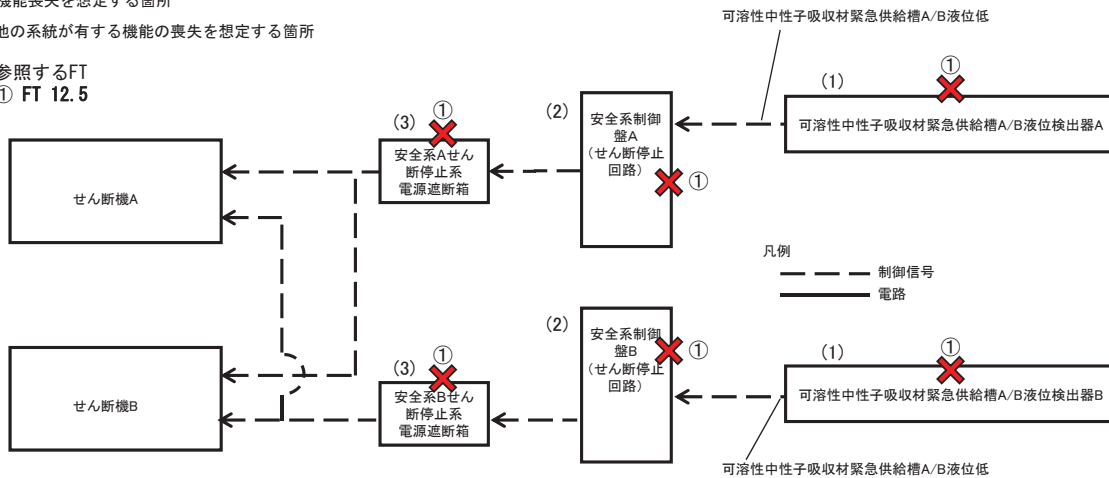 機能喪失を想定する箇所
他の系統が有する機能の喪失を想定する箇所
参照するFT
① FT 12.5
可溶性中性子吸収材緊急供給槽A/B液位低
(1)
①
可溶性中性子吸収材緊急供給槽A/B液位検出器A
(2)
安全系制御
盤A
(せん断停止
回路)
①
(3)
①
安全系Aせん
断停止系
電源遮断箱
せん断機A
凡例
制御信号
電路
(2)
安全系制御
盤B
(せん断停止
回路)
①
(1)
①
可溶性中性子吸収材緊急供給槽A/B液位検出器B
(3)
①
安全系Bせん
断停止系
電源遮断箱
せん断機B
可溶性中性子吸収材緊急供給槽A/B液位低